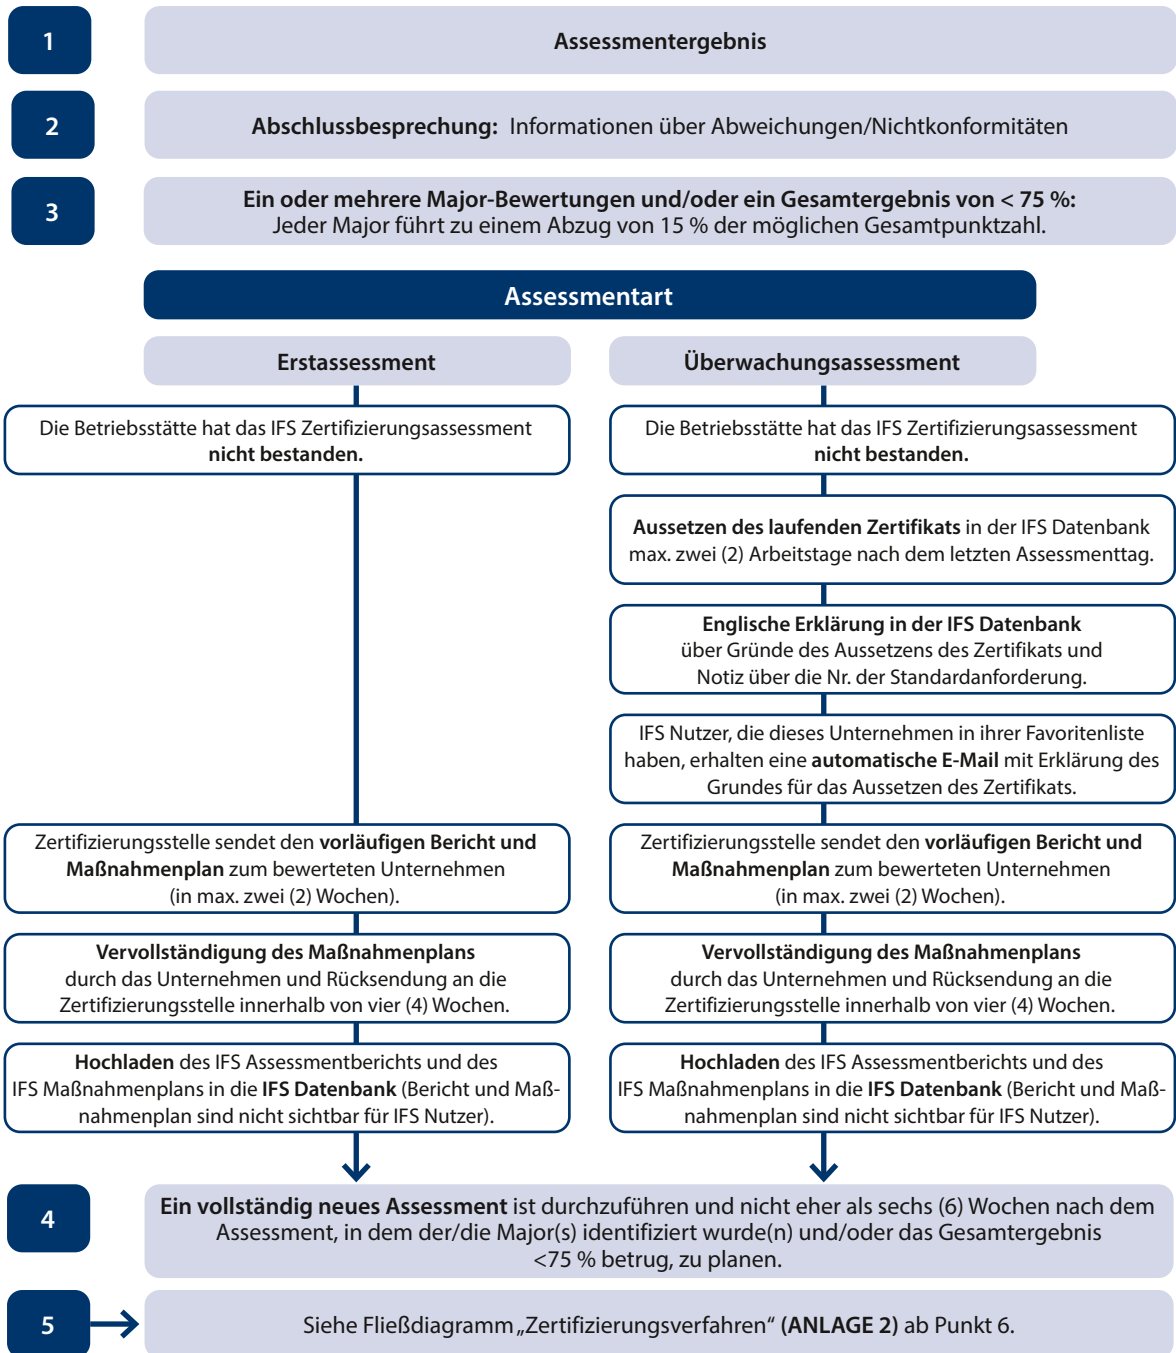 1
Assessmentergebnis
2
Abschlussbesprechung: Informationen über Abweichungen/Nichtkonformitäten
3
Ein oder mehrere Major-Bewertungen und/oder ein Gesamtergebnis von < 75 %:
Jeder Major führt zu einem Abzug von 15 % der möglichen Gesamtpunktzahl.
Assessmentart
Erstassessment
Die Betriebsstätte hat das IFS Zertifizierungsassessment
nicht bestanden.
Zertifizierungsstelle sendet den vorläufigen Bericht und
Maßnahmenplan zum bewerteten Unternehmen
(in max. zwei (2) Wochen).
Vervollständigung des Maßnahmenplans
durch das Unternehmen und Rücksendung an die
Zertifizierungsstelle innerhalb von vier (4) Wochen.
Hochladen des IFS Assessmentberichts und des
IFS Maßnahmenplans in die IFS Datenbank (Bericht und Maß-
nahmenplan sind nicht sichtbar für IFS Nutzer).
Überwachungsassessment
Die Betriebsstätte hat das IFS Zertifizierungsassessment
nicht bestanden.
Aussetzen des laufenden Zertifikats in der IFS Datenbank
max. zwei (2) Arbeitstage nach dem letzten Assessmenttag.
Englische Erklärung in der IFS Datenbank
über Gründe des Aussetzens des Zertifikats und
Notiz über die Nr. der Standardanforderung.
IFS Nutzer, die dieses Unternehmen in ihrer Favoritenliste
haben, erhalten eine automatische E-Mail mit Erklärung des
Grundes für das Aussetzen des Zertifikats.
Zertifizierungsstelle sendet den vorläufigen Bericht und
Maßnahmenplan zum bewerteten Unternehmen
(in max. zwei (2) Wochen).
Vervollständigung des Maßnahmenplans
durch das Unternehmen und Rücksendung an die
Zertifizierungsstelle innerhalb von vier (4) Wochen.
Hochladen des IFS Assessmentberichts und des
IFS Maßnahmenplans in die IFS Datenbank (Bericht und Maß-
nahmenplan sind nicht sichtbar für IFS Nutzer).
4
Ein vollständig neues Assessment ist durchzuführen und nicht eher als sechs (6) Wochen nach dem
Assessment, in dem der/die Major(s) identifiziert wurde(n) und/oder das Gesamtergebnis
<75 % betrug, zu planen.
5
Siehe Fließdiagramm „Zertifizierungsverfahren“ (ANLAGE 2) ab Punkt 6.